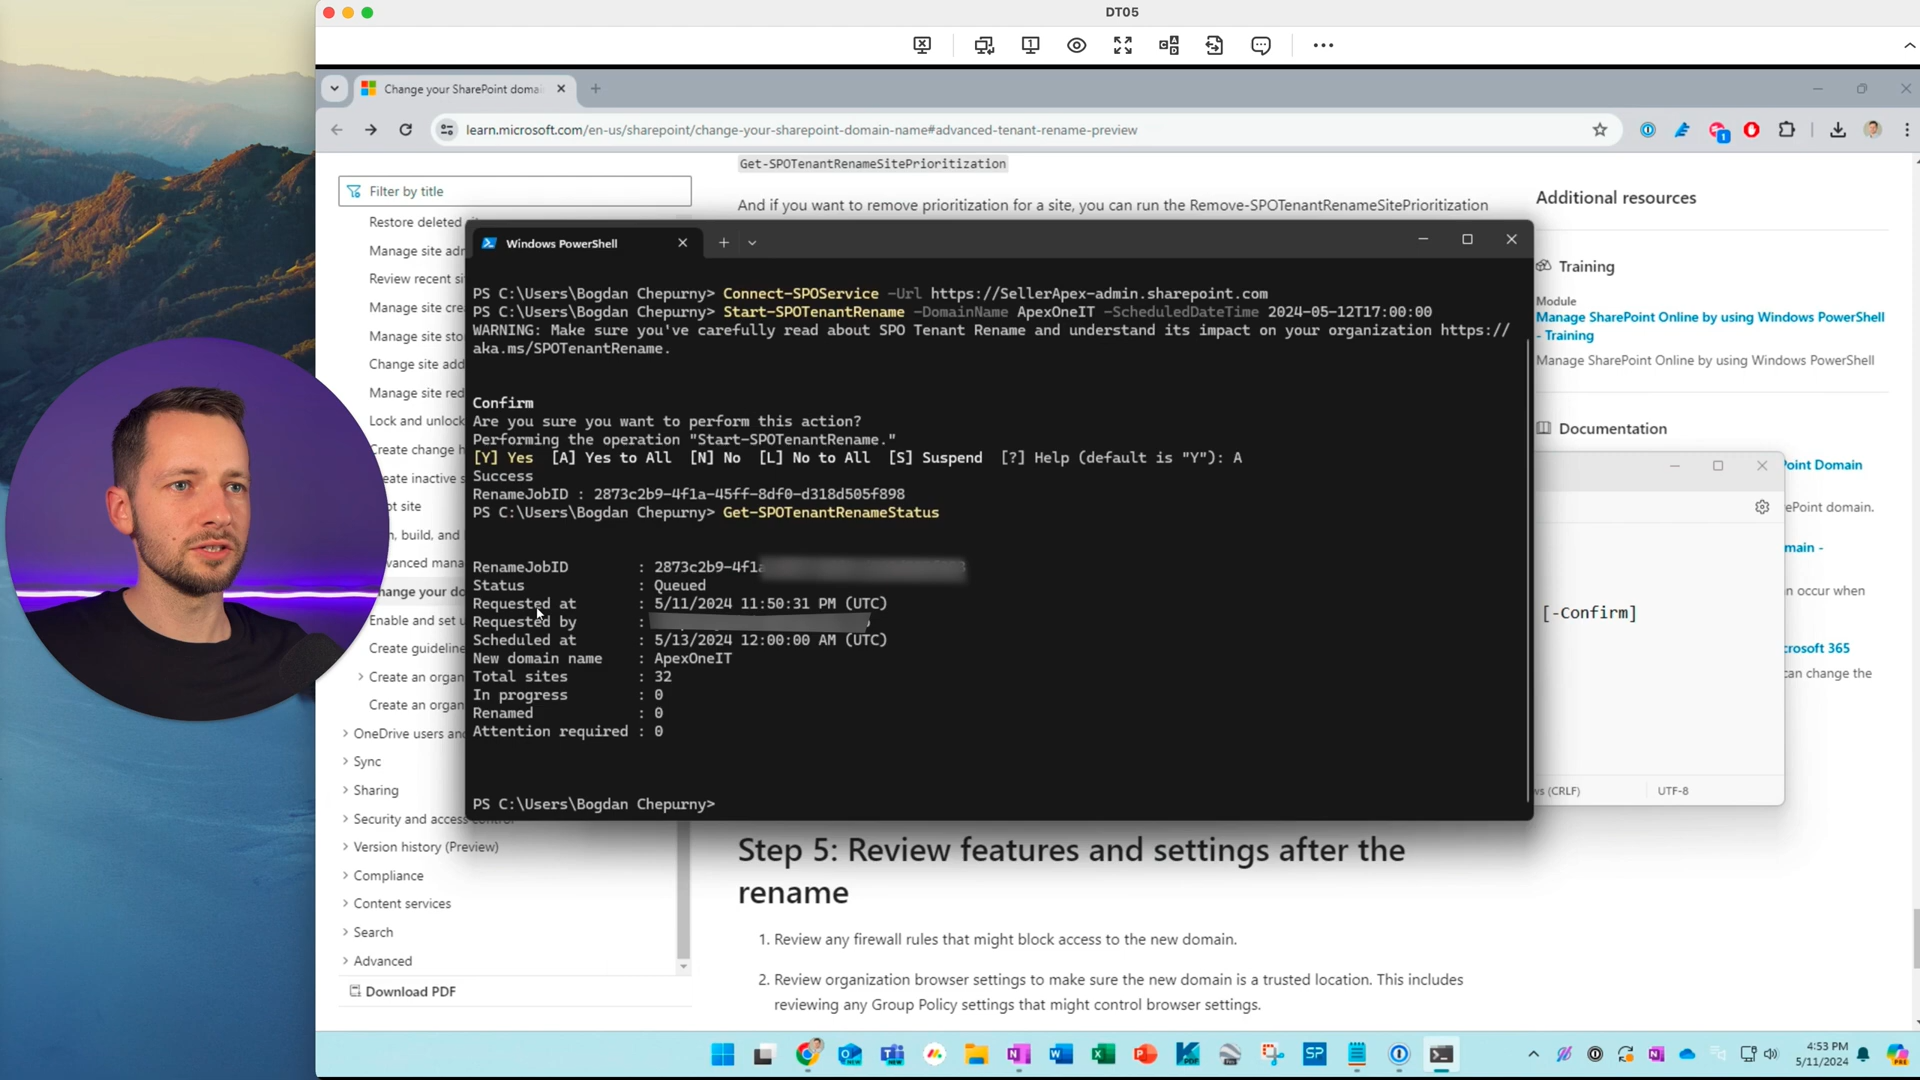 DT05
Change your SharePoint doma
learn.microsoft.com/en-us/sharepoint/change-your-sharepoint-domain-name#advanced-tenant-rename-preview
Get-SPOTenantRenameSitePrioritization
Filter by title
Additional resources
And if you want to remove prioritization for a site, you can run the Remove-SPOTenantRenameSitePrioritization
Restore deleted
Manage site adm
Review recent si
Manage site cre
Manage site sto
Change site add
Manage site red
Lock and unlock
Create change h
eate inactive s
ot site
n, build, and
vanced mana
hange your do
Enable and set u
Create guideline
Create an organ
Create an organ
OneDrive users an
Sync
Sharing
Security and access control
Version history (Preview)
Compliance
Content services
Search
Advanced
Download PDF
Windows PowerShell
PS C:\Users\Bogdan Chepurny> Connect-SPOService -Url https://SellerApex-admin.sharepoint.com
PS C:\Users\Bogdan Chepurny> Start-SPOTenantRename -DomainName ApexOneIT -ScheduledDateTime 2024-05-12T17:00:00
WARNING: Make sure you've carefully read about SPO Tenant Rename and understand its impact on your organization https://
aka.ms/SPOTenantRename.
Confirm
Are you sure you want to perform this action?
Performing the operation "Start-SPOTenantRename."
[Y] Yes [A] Yes to All [N] No [L] No to All [S] Suspend [?] Help (default is "Y"): A
Success
RenameJobID : 2873c2b9-4f1a-45ff-8df0-d318d505f898
PS C:\Users\Bogdan Chepurny> Get-SPOTenantRenameStatus
RenameJobID : 2873c2b9-4f1a
Status : Queued
Requested at : 5/11/2024 11:50:31 PM (UTC)
Requested by :
Scheduled at : 5/13/2024 12:00:00 AM (UTC)
New domain name : ApexOneIT
Total sites : 32
In progress : 0
Renamed : 0
Attention required : 0
PS C:\Users\Bogdan Chepurny>
Training
Module
Manage SharePoint Online by using Windows PowerShell
- Training
Manage SharePoint Online by using Windows PowerShell
Documentation
Point Domain
ePoint domain.
main -
n occur when
[-Confirm]
crosoft 365
can change the
ws (CRLF)
UTF-8
Step 5: Review features and settings after the
rename
1. Review any firewall rules that might block access to the new domain.
2. Review organization browser settings to make sure the new domain is a trusted location. This includes
reviewing any Group Policy settings that might control browser settings.
4:53 PM
5/11/2024